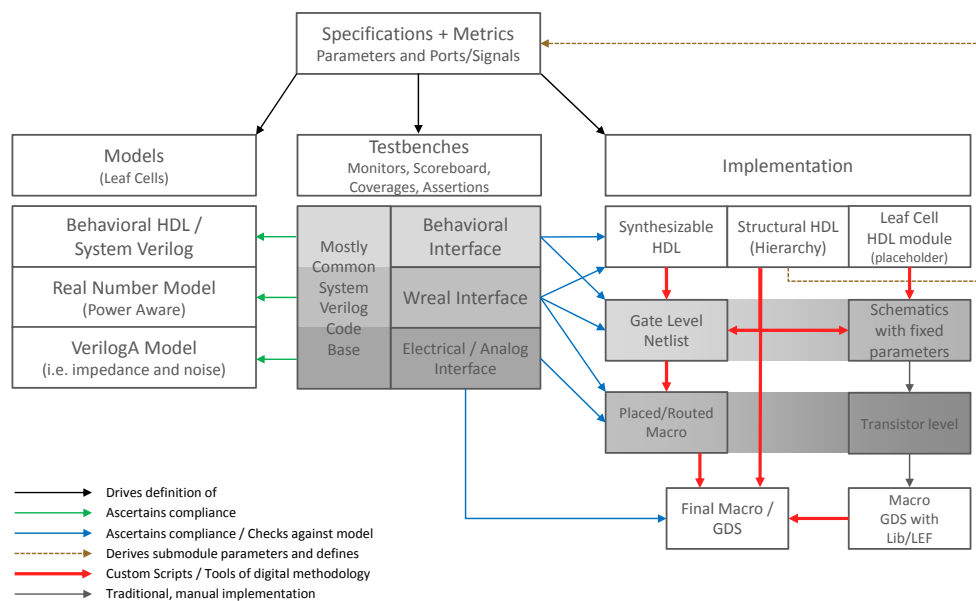 Specifications + Metrics
Parameters and Ports/Signals
Models
(Leaf Cells)
Testbenches
Monitors, Scoreboard,
Coverages, Assertions
Implementation
Behavioral HDL /
System Verilog
Real Number Model
(Power Aware)
VerilogA Model
(i.e. impedance and noise)
Mostly
Common
System
Verilog
Code
Base
Behavioral
Interface
Wreal Interface
Electrical / Analog
Interface
Synthesizable
HDL
Structural HDL
(Hierarchy)
Leaf Cell
HDL module
(placeholder)
Gate Level
Netlist
Schematics
with fixed
parameters
Placed/Routed
Macro
Transistor level
Final Macro /
GDS
Macro
GDS with
Lib/LEF
Drives definition of
Ascertains compliance
Ascertains compliance / Checks against model
Derives submodule parameters and defines
Custom Scripts / Tools of digital methodology
Traditional, manual implementation